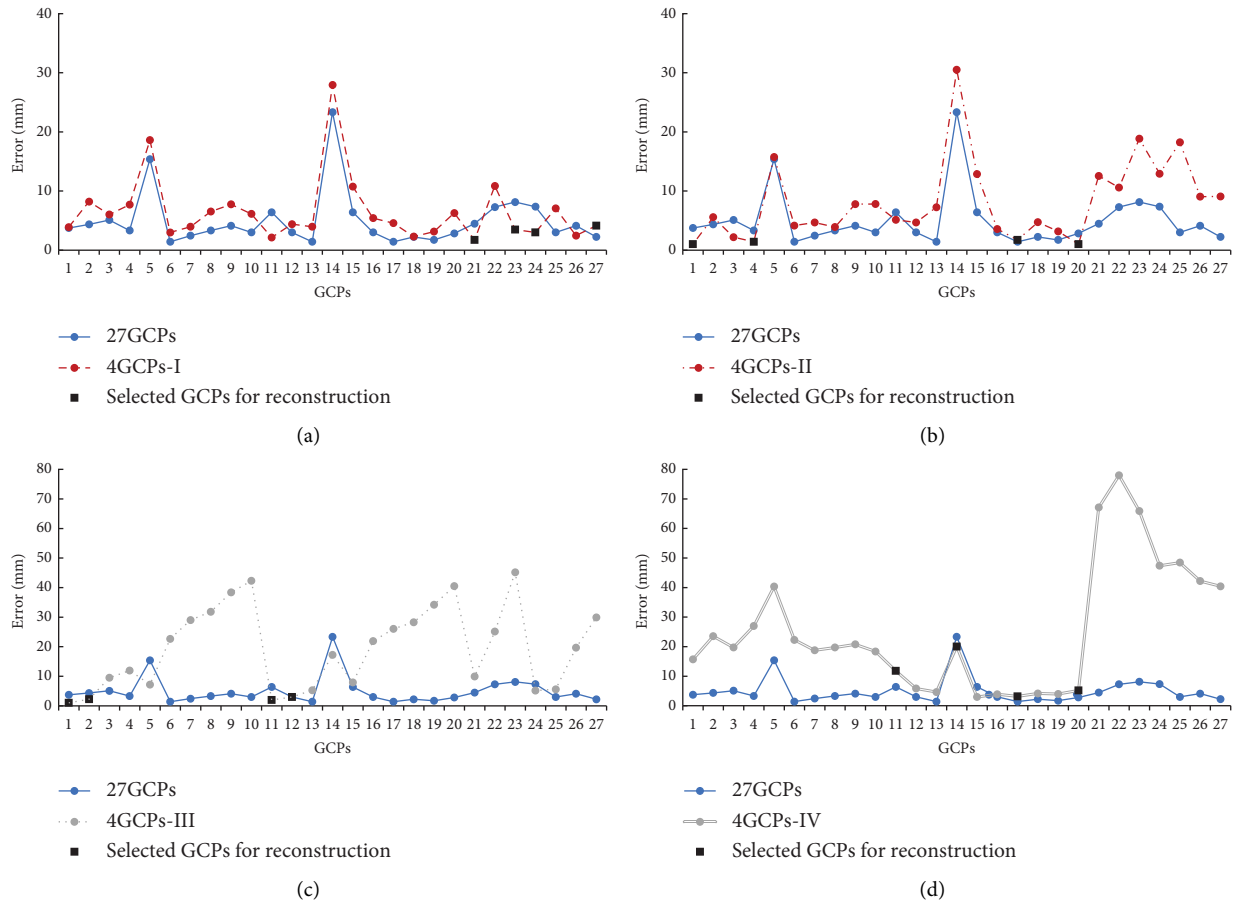 40
30
20
10
0
Error (mm)
1 2 3 4 5 6 7 8 9 10 11 12 13 14 15 16 17 18 19 20 21 22 23 24 25 26 27
GCPs
27GCPs
4GCPs-I
Selected GCPs for reconstruction
(a)
40
30
20
10
0
Error (mm)
1 2 3 4 5 6 7 8 9 10 11 12 13 14 15 16 17 18 19 20 21 22 23 24 25 26 27
GCPs
27GCPs
4GCPs-II
Selected GCPs for reconstruction
(b)
80
70
60
50
40
30
20
10
0
Error (mm)
1 2 3 4 5 6 7 8 9 10 11 12 13 14 15 16 17 18 19 20 21 22 23 24 25 26 27
GCPs
27GCPs
4GCPs-III
Selected GCPs for reconstruction
(c)
80
70
60
50
40
30
20
10
0
Error (mm)
1 2 3 4 5 6 7 8 9 10 11 12 13 14 15 16 17 18 19 20 21 22 23 24 25 26 27
GCPs
27GCPs
4GCPs-IV
Selected GCPs for reconstruction
(d)